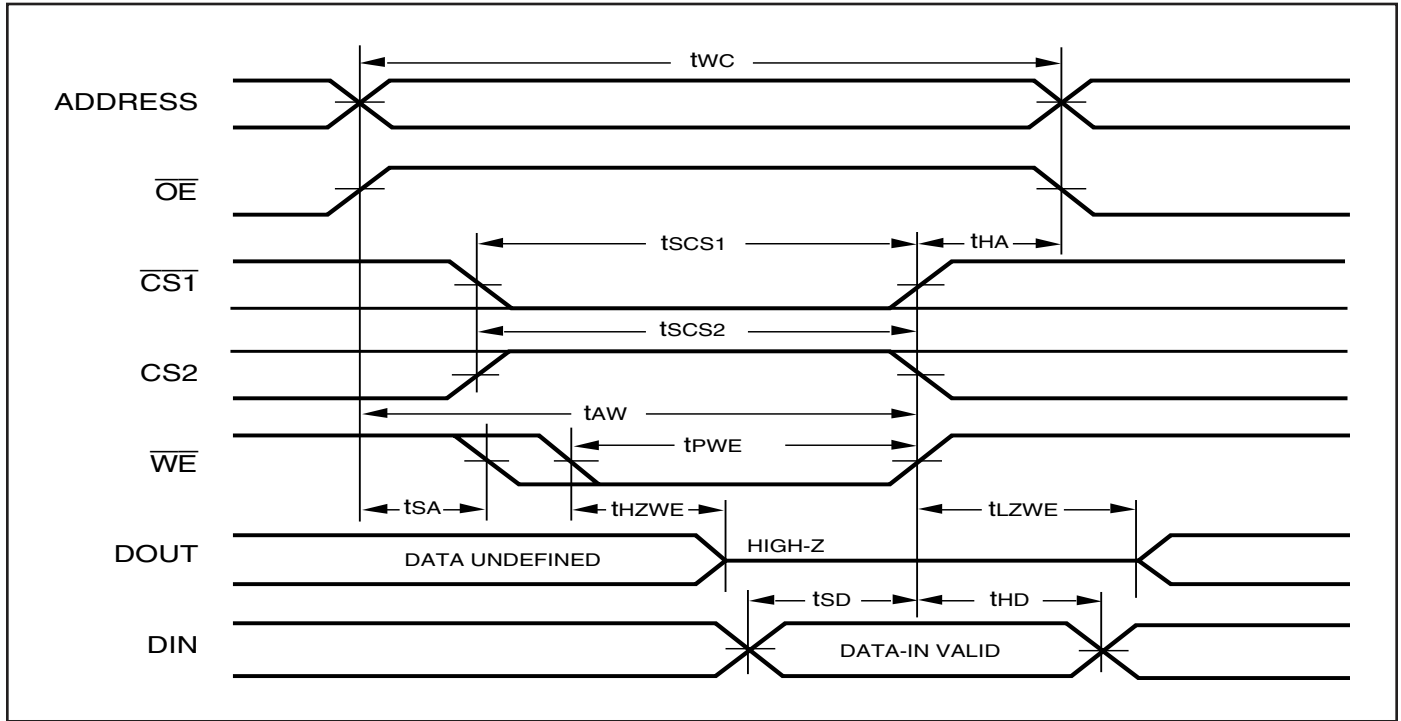 tWC
ADDRESS
OE
tSCS1
tHA
CS1
tSCS2
CS2
tAW
tPWE
WE
tSA
tHZWE
tLZWE
DOUT
DATA UNDEFINED
HIGH-Z
tSD
tHD
DIN
DATA-IN VALID